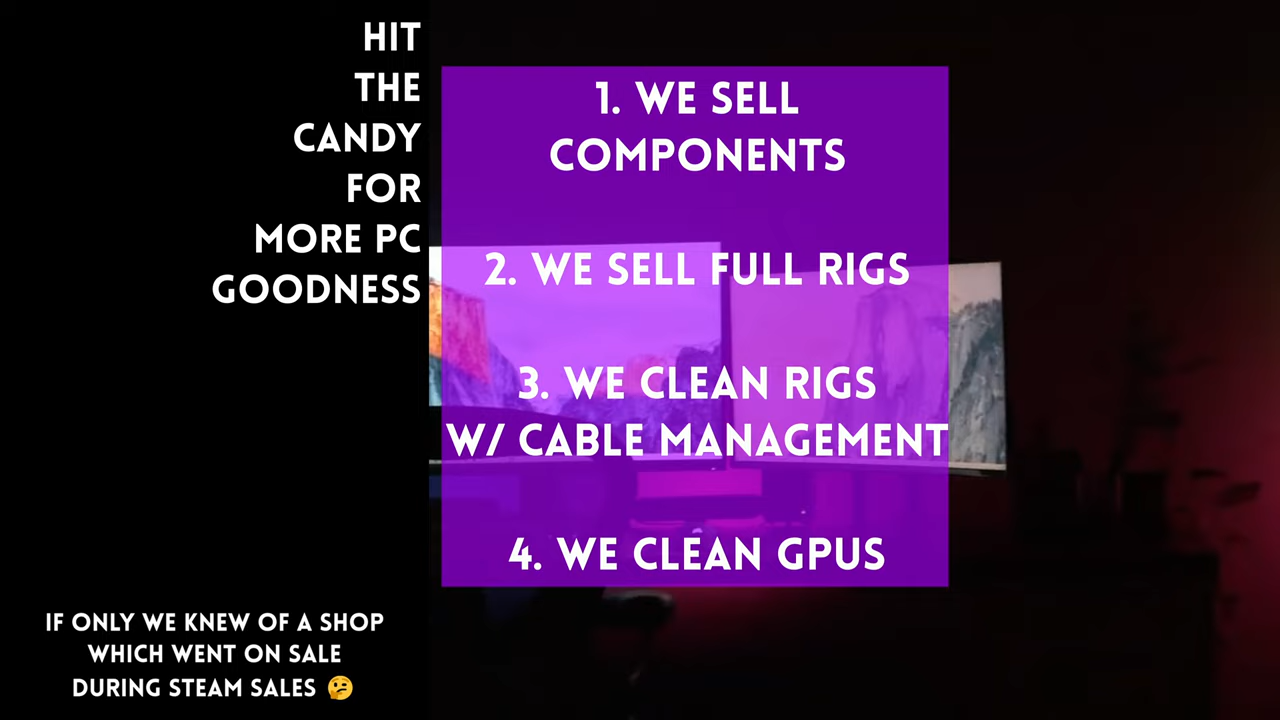 HIT
THE
CANDY
FOR
MORE PC
GOODNESS
1. WE SELL
COMPONENTS
2. WE SELL FULL RIGS
3. WE CLEAN RIGS
W/ CABLE MANAGEMENT
4. WE CLEAN GPUS
IF ONLY WE KNEW OF A SHOP
WHICH WENT ON SALE
DURING STEAM SALES 🤔